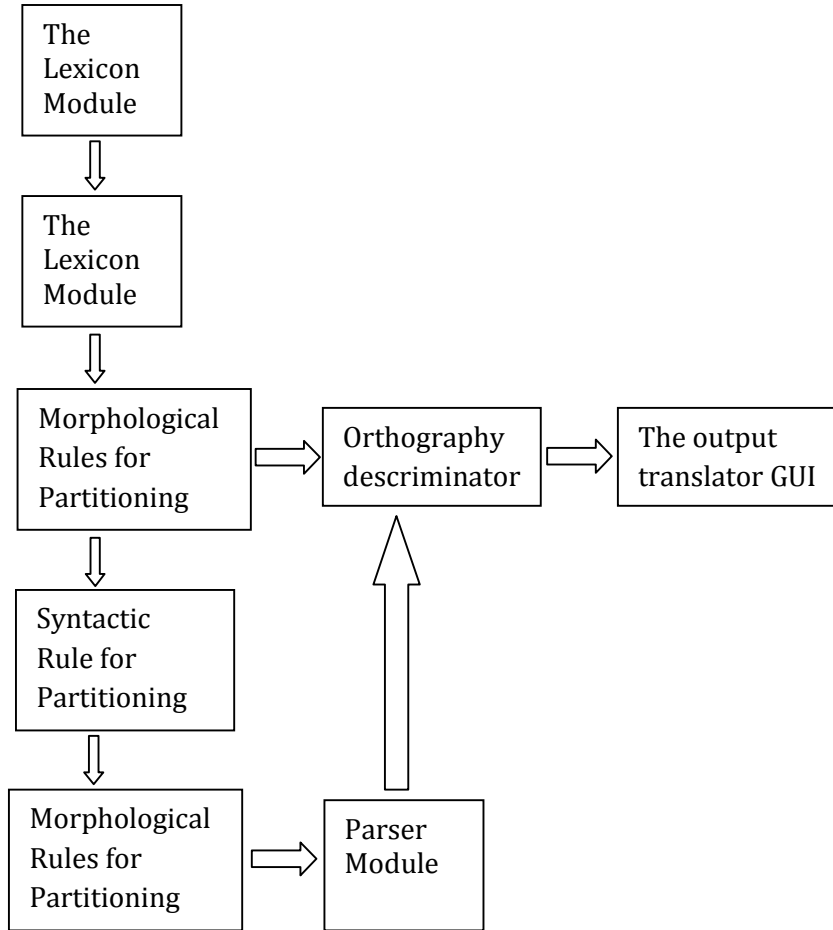 The
Lexicon
Module
The
Lexicon
Module
Morphological
Rules for
Partitioning
Orthography
descriminator
The output
translator GUI
Syntactic
Rule for
Partitioning
Morphological
Rules for
Partitioning
Parser
Module